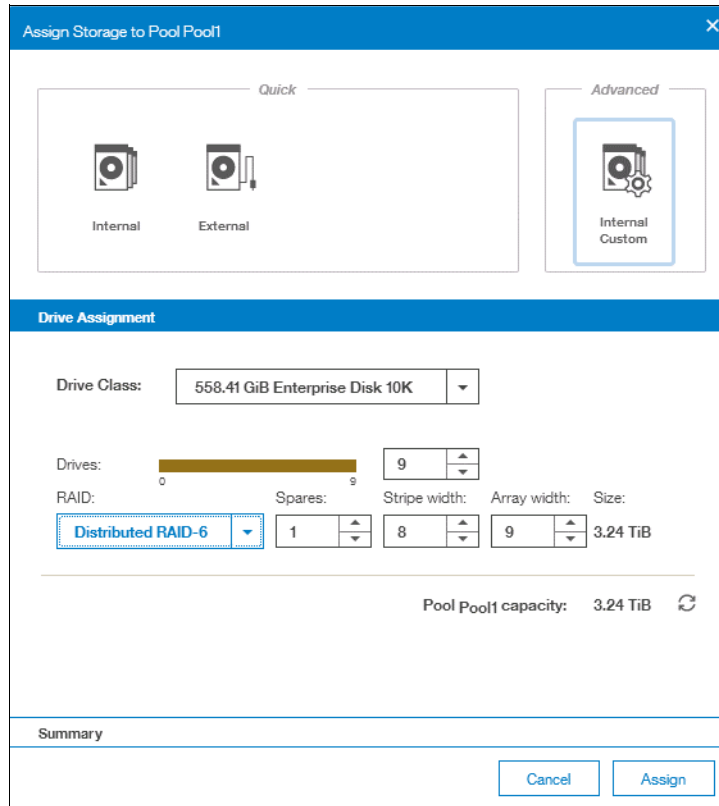 Assign Storage to Pool Pool1
Quick
Advanced
Internal
External
Internal
Custom
Drive Assignment
Drive Class: 558.41 GiB Enterprise Disk 10K
Drives: 9
0 9
RAID: Spares: Stripe width: Array width: Size:
Distributed RAID-6 1 8 9 3.24 TiB
Pool Pool1 capacity: 3.24 TiB
Summary
Cancel Assign